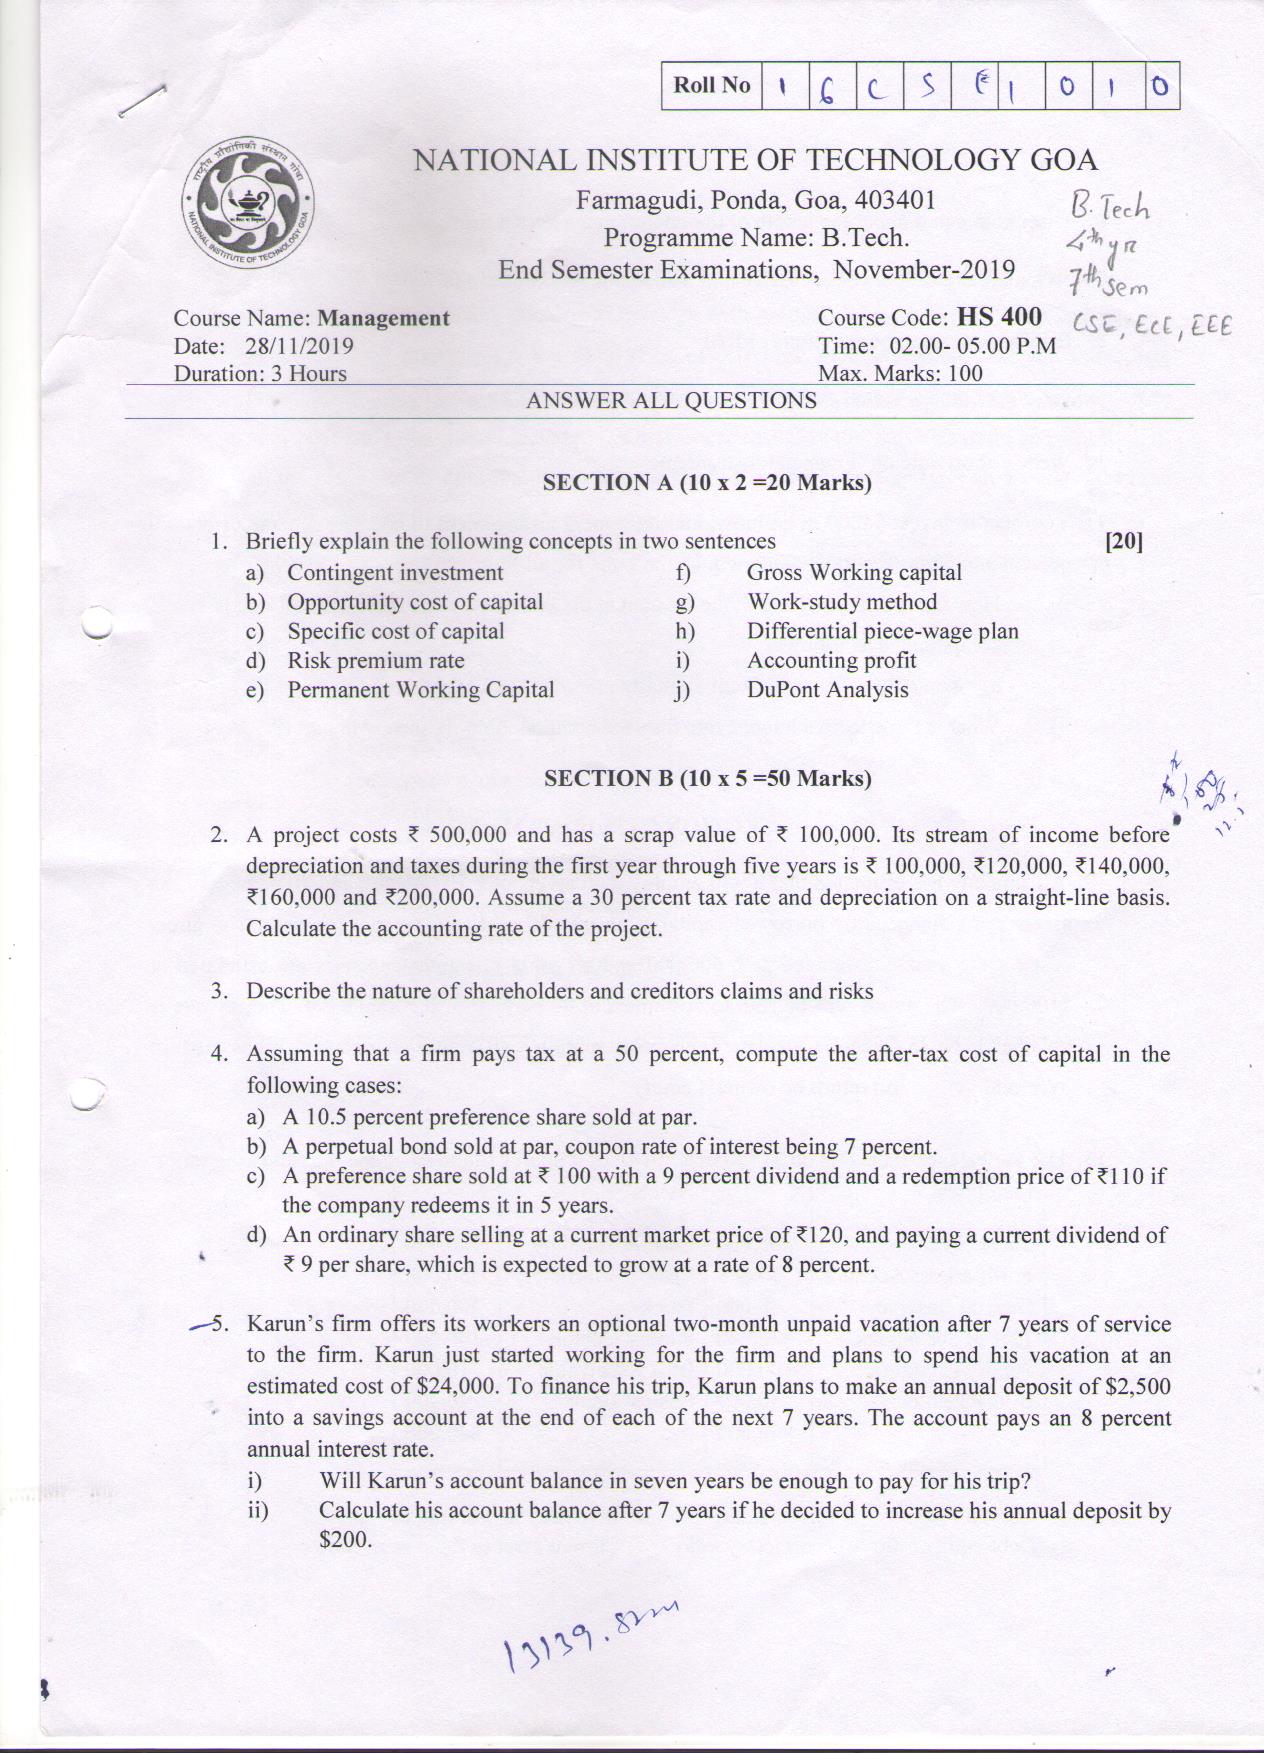 Roll No 16CSE1010
राष्ट्रीय प्रौद्योगिकी संस्थान गोवा
NATIONAL INSTITUTE OF TECHNOLOGY GOA
NATIONAL INSTITUTE OF TECHNOLOGY GOA
Farmagudi, Ponda, Goa, 403401
Programme Name: B.Tech.
End Semester Examinations, November-2019
B.Tech
4th yr
7th sem
CSE, ECE, EEE
Course Name: Management
Course Code: HS 400
Date: 28/11/2019
Time: 02.00- 05.00 P.M
Duration: 3 Hours
Max. Marks: 100
ANSWER ALL QUESTIONS
SECTION A (10 x 2 =20 Marks)
1. Briefly explain the following concepts in two sentences [20]
a) Contingent investment
f) Gross Working capital
b) Opportunity cost of capital
g) Work-study method
c) Specific cost of capital
h) Differential piece-wage plan
d) Risk premium rate
i) Accounting profit
e) Permanent Working Capital
j) DuPont Analysis
SECTION B (10 x 5 =50 Marks)
2. A project costs ₹ 500,000 and has a scrap value of ₹ 100,000. Its stream of income before
depreciation and taxes during the first year through five years is ₹ 100,000, ₹120,000, ₹140,000,
₹160,000 and ₹200,000. Assume a 30 percent tax rate and depreciation on a straight-line basis.
Calculate the accounting rate of the project.
3. Describe the nature of shareholders and creditors claims and risks
4. Assuming that a firm pays tax at a 50 percent, compute the after-tax cost of capital in the
following cases:
a) A 10.5 percent preference share sold at par.
b) A perpetual bond sold at par, coupon rate of interest being 7 percent.
c) A preference share sold at ₹ 100 with a 9 percent dividend and a redemption price of ₹110 if
the company redeems it in 5 years.
d) An ordinary share selling at a current market price of ₹120, and paying a current dividend of
₹ 9 per share, which is expected to grow at a rate of 8 percent.
5. Karun's firm offers its workers an optional two-month unpaid vacation after 7 years of service
to the firm. Karun just started working for the firm and plans to spend his vacation at an
estimated cost of $24,000. To finance his trip, Karun plans to make an annual deposit of $2,500
into a savings account at the end of each of the next 7 years. The account pays an 8 percent
annual interest rate.
i) Will Karun's account balance in seven years be enough to pay for his trip?
ii) Calculate his account balance after 7 years if he decided to increase his annual deposit by
$200.